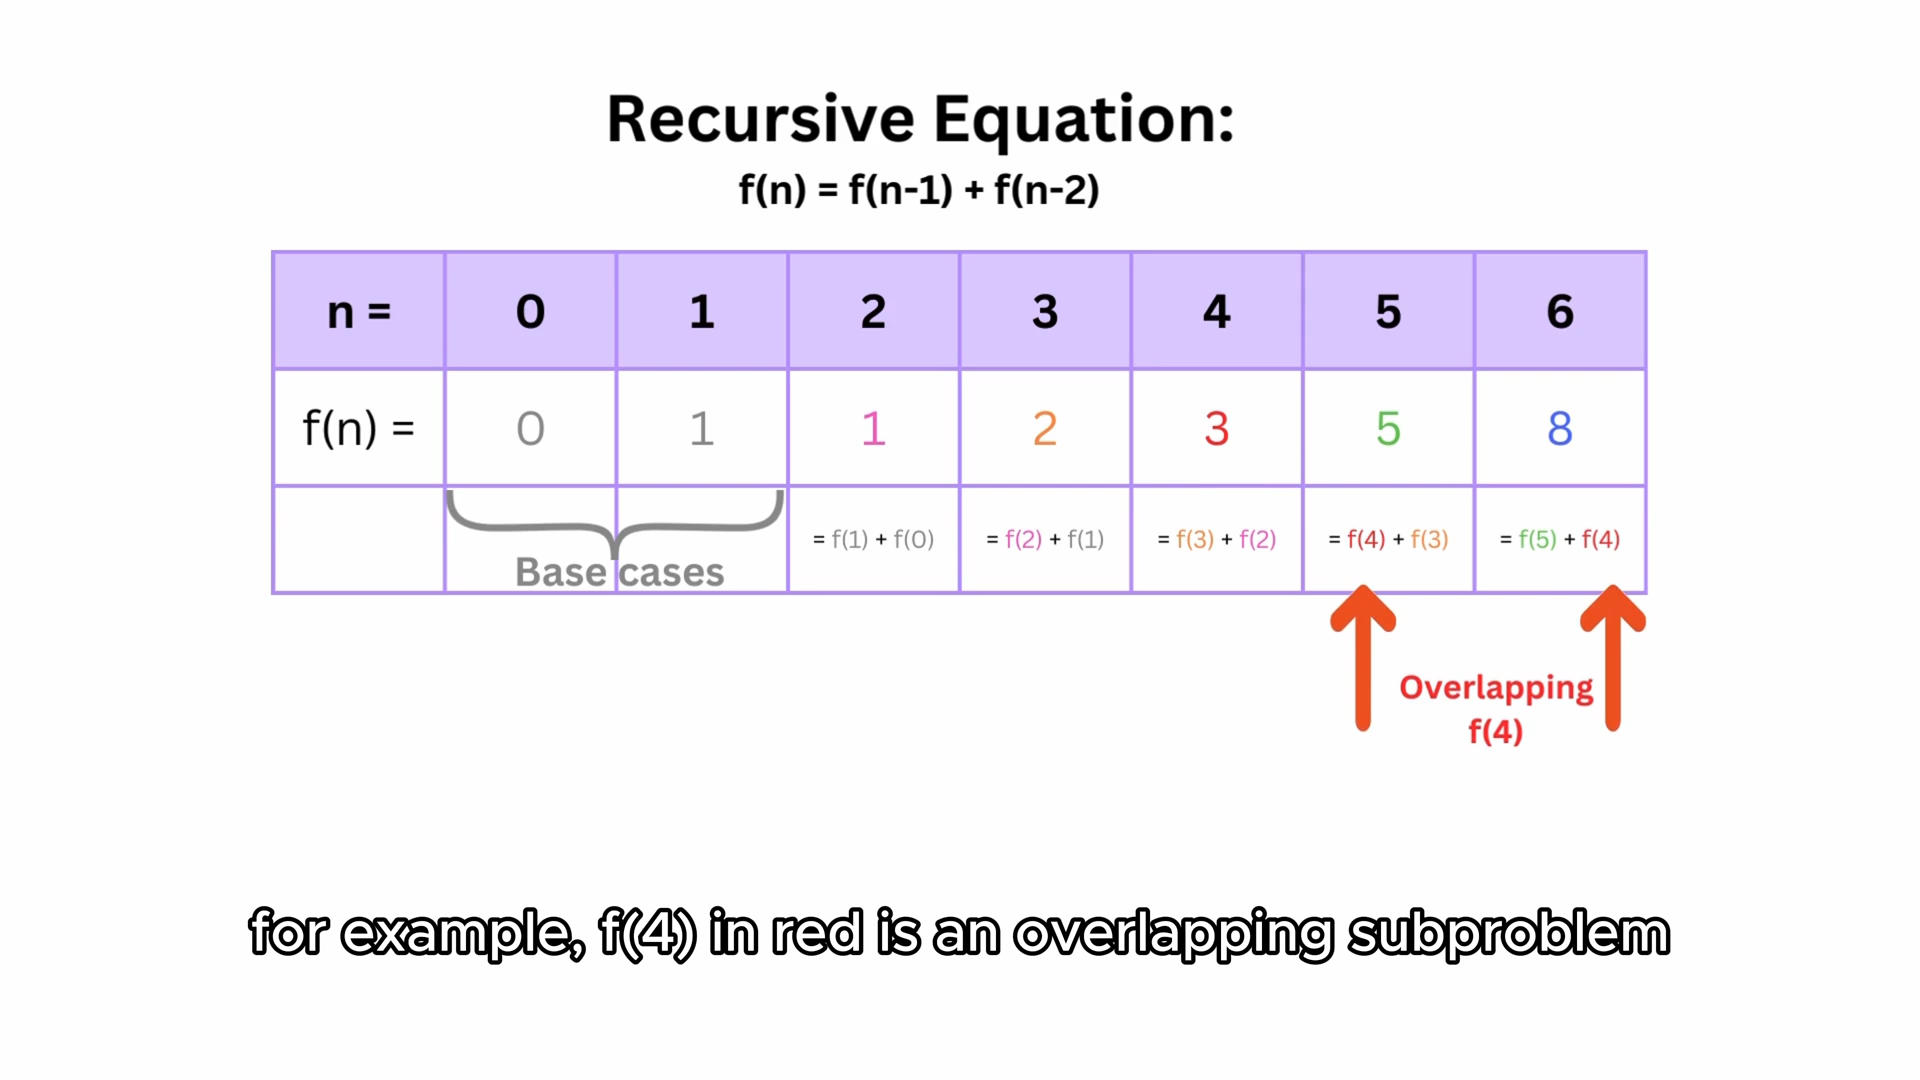 Recursive Equation:
f(n) = f(n-1) + f(n-2)
n = 0 1 2 3 4 5 6
f(n) = 0 1 1 2 3 5 8
= f(1) + f(0) = f(2) + f(1) = f(3) + f(2) = f(4) + f(3) = f(5) + f(4)
Base cases
Overlapping
f(4)
for example, f(4) in red is an overlapping subproblem